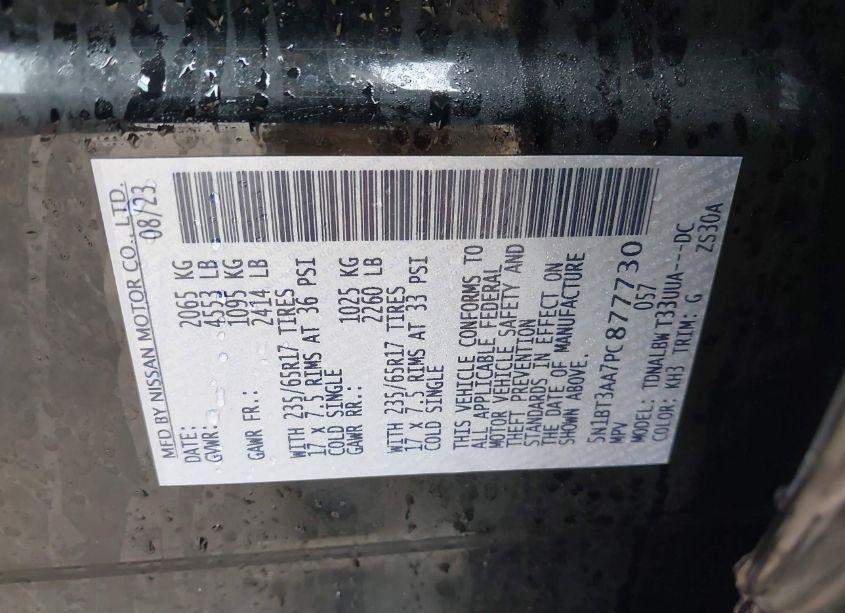 MFD BY NISSAN MOTOR CO., LTD.
DATE: 08/23
GVWR: 2065 KG
4553 LB
GAWR FR.: 1095 KG
2414 LB
WITH 235/65R17 TIRES
17 X 7.5 RIMS AT 36 PSI
COLD SINGLE
GAWR RR.: 1025 KG
2260 LB
WITH 235/65R17 TIRES
17 X 7.5 RIMS AT 33 PSI
COLD SINGLE
THIS VEHICLE CONFORMS TO
ALL APPLICABLE FEDERAL
MOTOR VEHICLE SAFETY AND
THEFT PREVENTION
STANDARDS IN EFFECT ON
THE DATE OF MANUFACTURE
SHOWN ABOVE.
5N1BT3AA7PC877730
MPV 057
MODEL: TDNALBW T33UUA---DC
COLOR: KH3 TRIM: G ZS30A